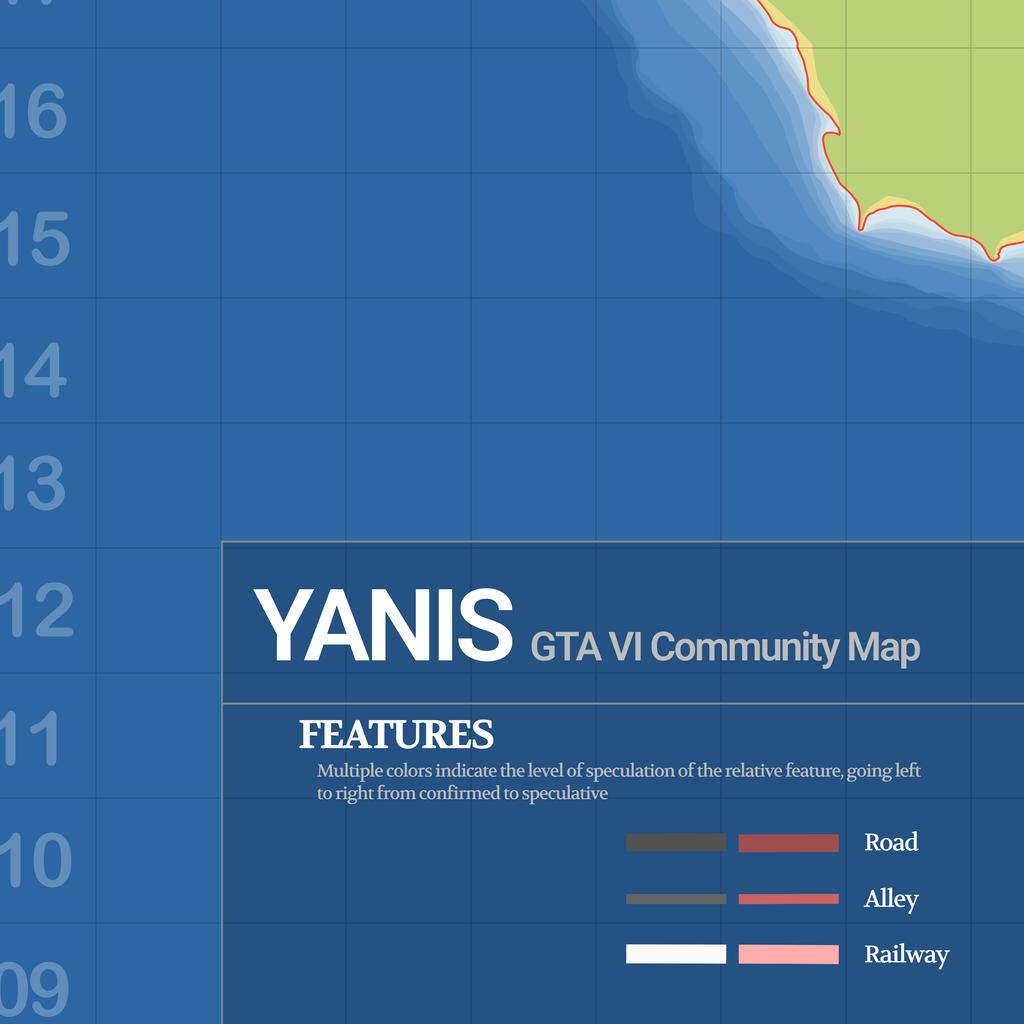 16
15
14
13
12
YANIS GTA VI Community Map
11
FEATURES
Multiple colors indicate the level of speculation of the relative feature, going left
to right from confirmed to speculative
10
Road
Alley
Railway
09